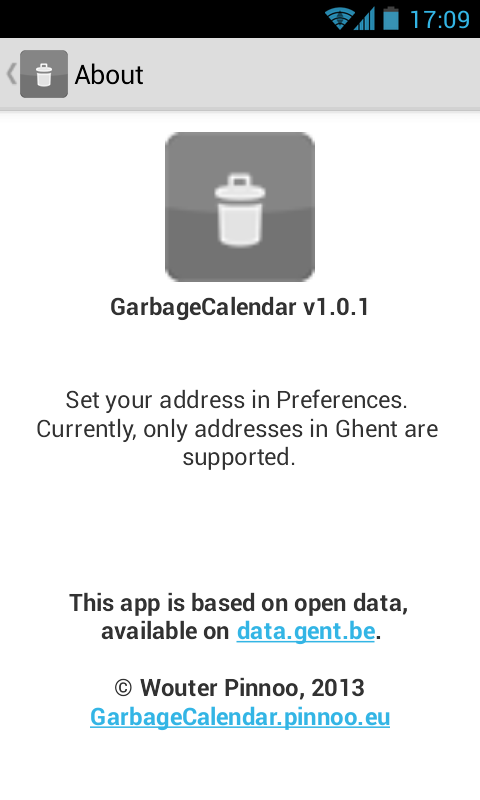 17:09
About
GarbageCalendar v1.0.1
Set your address in Preferences.
Currently, only addresses in Ghent are
supported.
This app is based on open data,
available on data.gent.be.
© Wouter Pinnoo, 2013
GarbageCalendar.pinnoo.eu